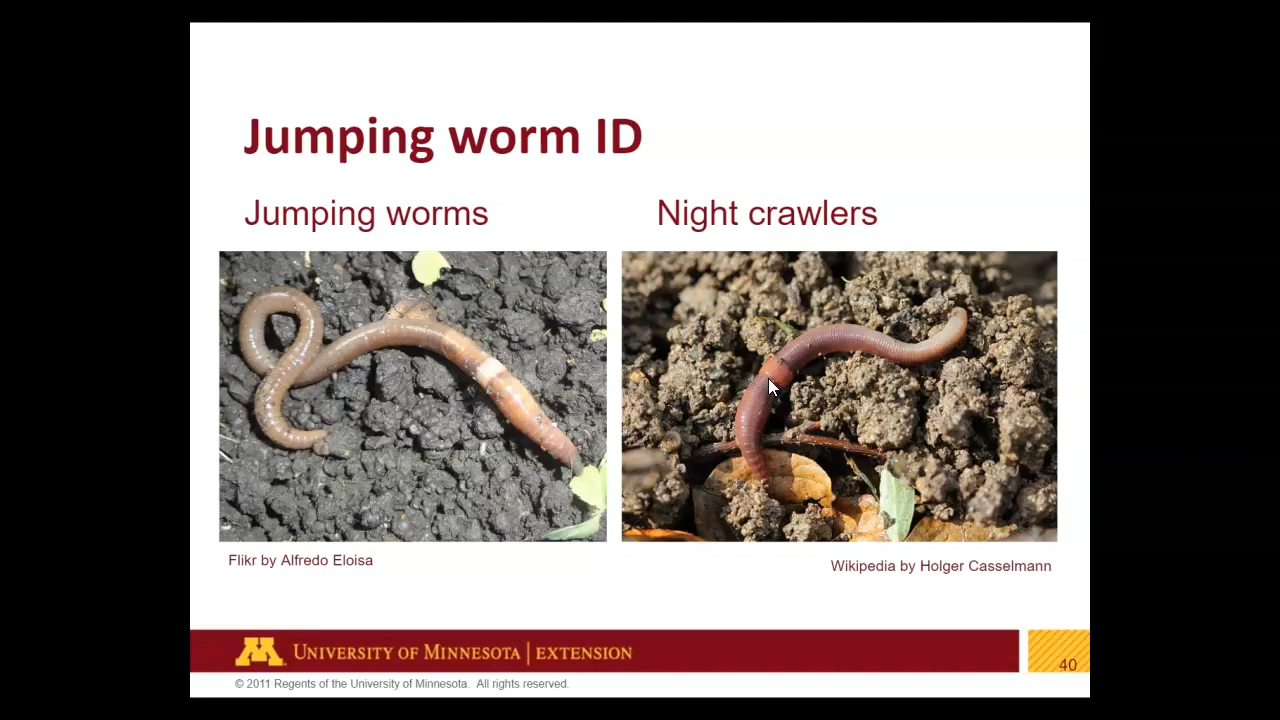 Jumping worm ID
Jumping worms
Night crawlers
Flikr by Alfredo Eloisa
Wikipedia by Holger Casselmann
UNIVERSITY OF MINNESOTA | EXTENSION
40
© 2011 Regents of the University of Minnesota. All rights reserved.